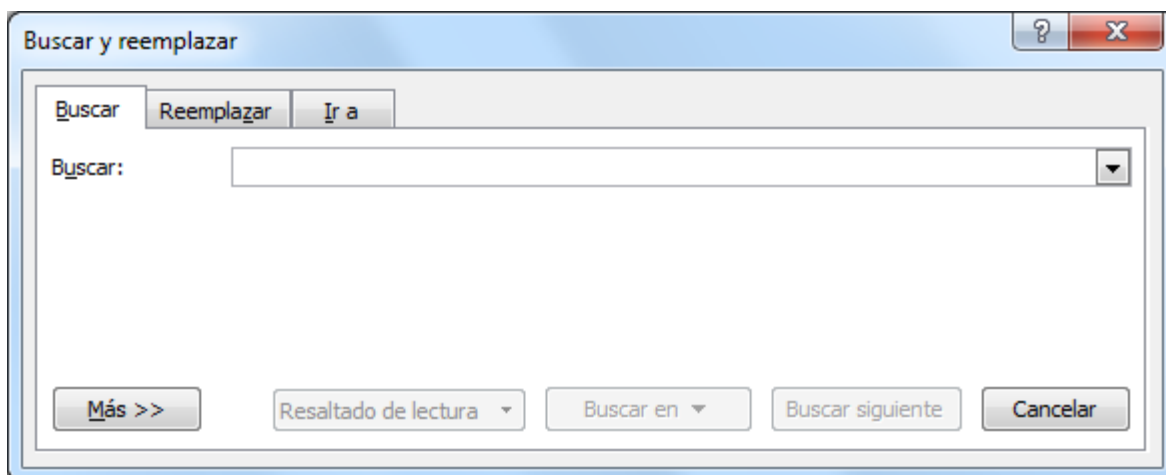 Buscar y reemplazar
Buscar Reemplazar Ir a
Buscar:
Más >> Resaltado de lectura Buscar en Buscar siguiente Cancelar